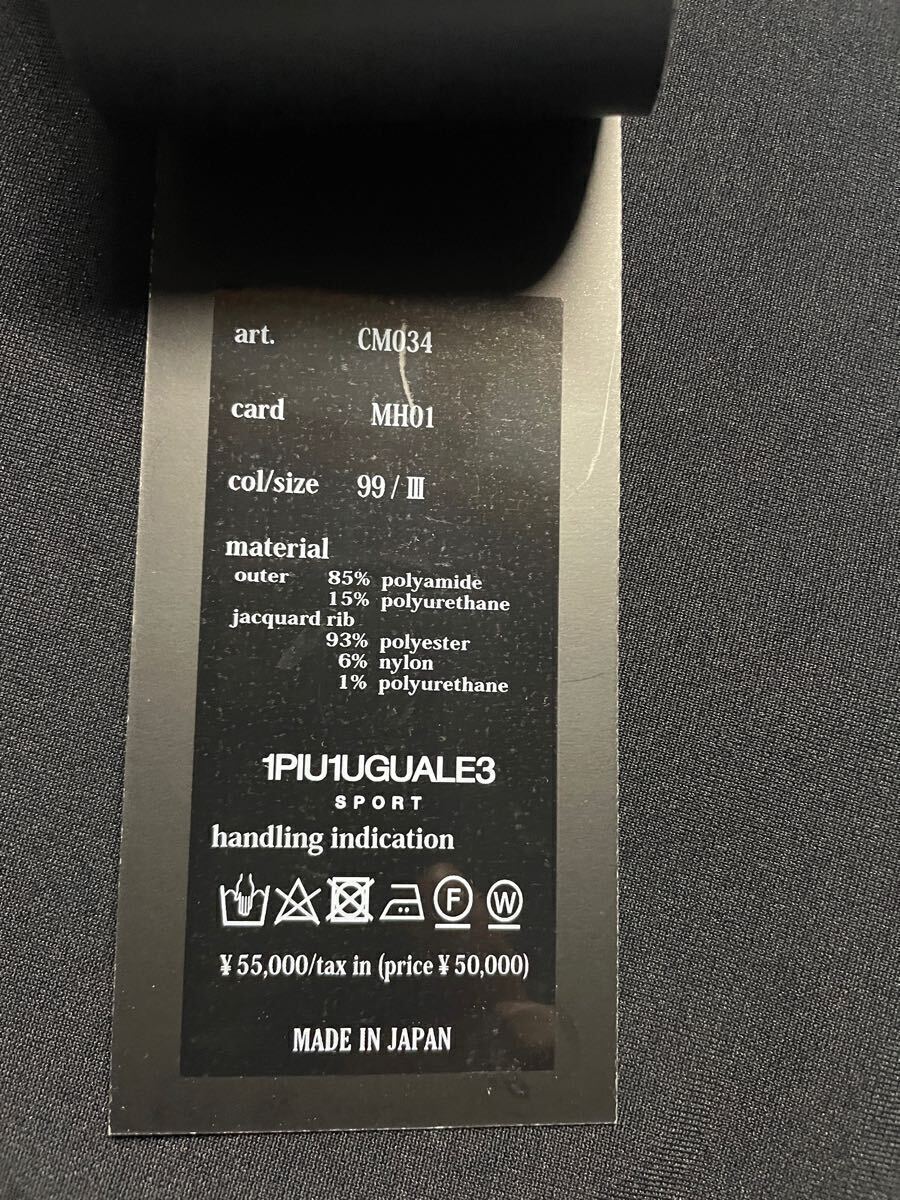 art. CM034
card MH01
col/size 99 / Ⅲ
material
outer 85% polyamide
15% polyurethane
jacquard rib
93% polyester
6% nylon
1% polyurethane
1PIU1UGUALE3
SPORT
handling indication
F W
¥55,000/tax in (price ¥50,000)
MADE IN JAPAN